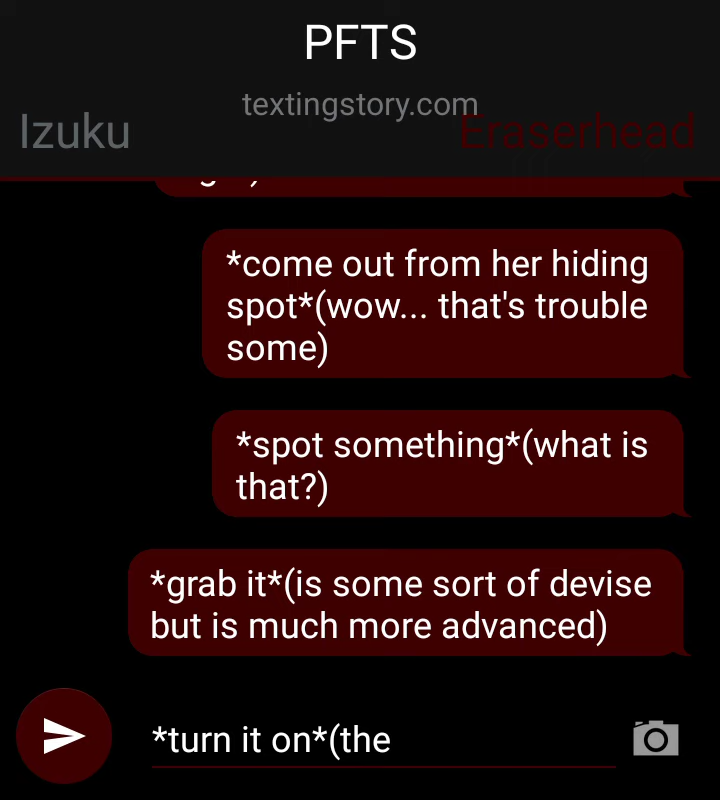 PFTS
textingstory.com
Izuku
Eraserhead
*come out from her hiding
spot*(wow... that's trouble
some)
*spot something*(what is
that?)
*grab it*(is some sort of devise
but is much more advanced)
*turn it on*(the